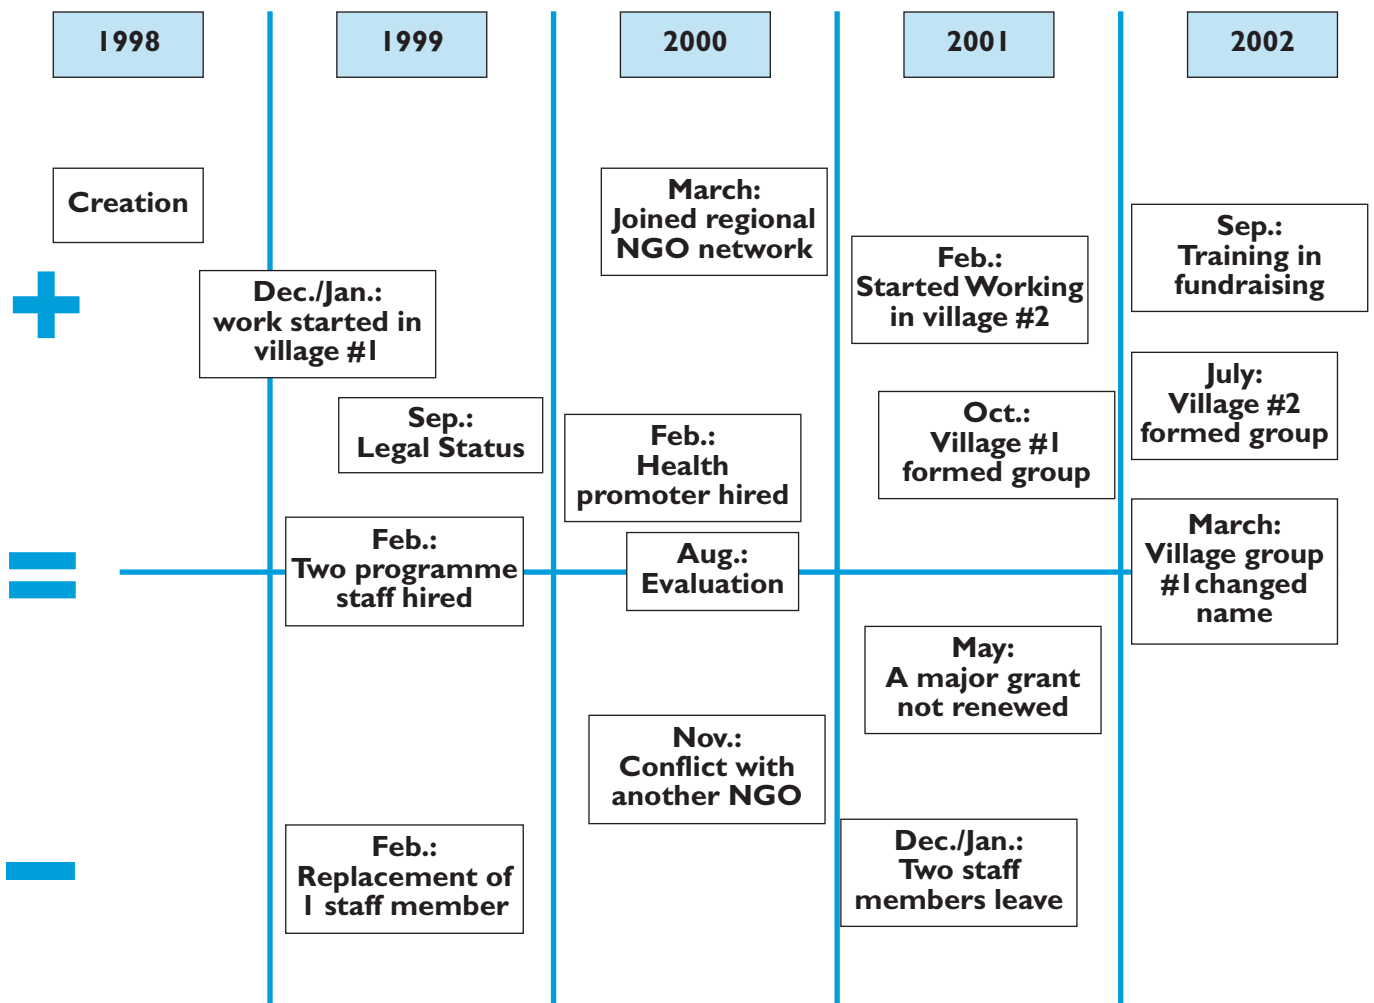 1998
1999
2000
2001
2002
Creation
Dec./Jan.:
work started in
village #1
Sep.:
Legal Status
Feb.:
Two programme
staff hired
Feb.:
Replacement of
1 staff member
March:
Joined regional
NGO network
Feb.:
Health
promoter hired
Aug.:
Evaluation
Nov.:
Conflict with
another NGO
Feb.:
Started Working
in village #2
Oct.:
Village #1
formed group
May:
A major grant
not renewed
Dec./Jan.:
Two staff
members leave
Sep.:
Training in
fundraising
July:
Village #2
formed group
March:
Village group
#1changed
name
+
=
−